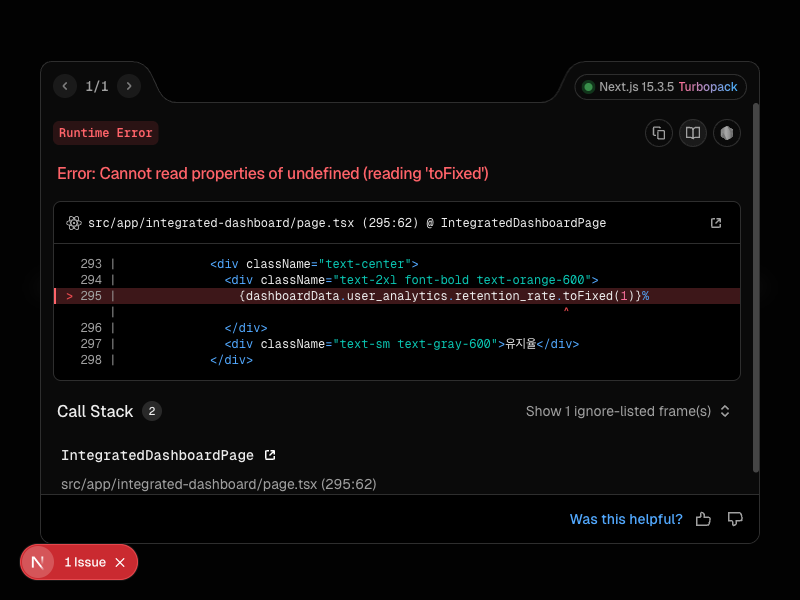 1/1
Next.js 15.3.5 Turbopack
Runtime Error
Error: Cannot read properties of undefined (reading 'toFixed')
src/app/integrated-dashboard/page.tsx (295:62) @ IntegratedDashboardPage
293 | <div className="text-center">
294 | <div className="text-2xl font-bold text-orange-600">
> 295 | {dashboardData.user_analytics.retention_rate.toFixed(1)}%
| ^
296 | </div>
297 | <div className="text-sm text-gray-600">유지율</div>
298 | </div>
Call Stack 2
Show 1 ignore-listed frame(s)
IntegratedDashboardPage
src/app/integrated-dashboard/page.tsx (295:62)
Was this helpful?
N 1 Issue